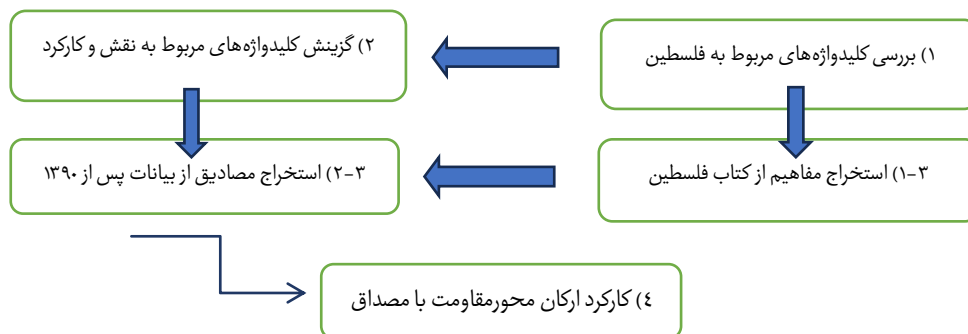 ۱) بررسی کلیدواژه‌های مربوط به فلسطین
۲) گزینش کلیدواژه‌های مربوط به نقش و کارکرد
۱-۳) استخراج مفاهیم از کتاب فلسطین
۲-۳) استخراج مصادیق از بیانات پس از ۱۳۹۰
٤) کارکرد ارکان محورمقاومت با مصداق